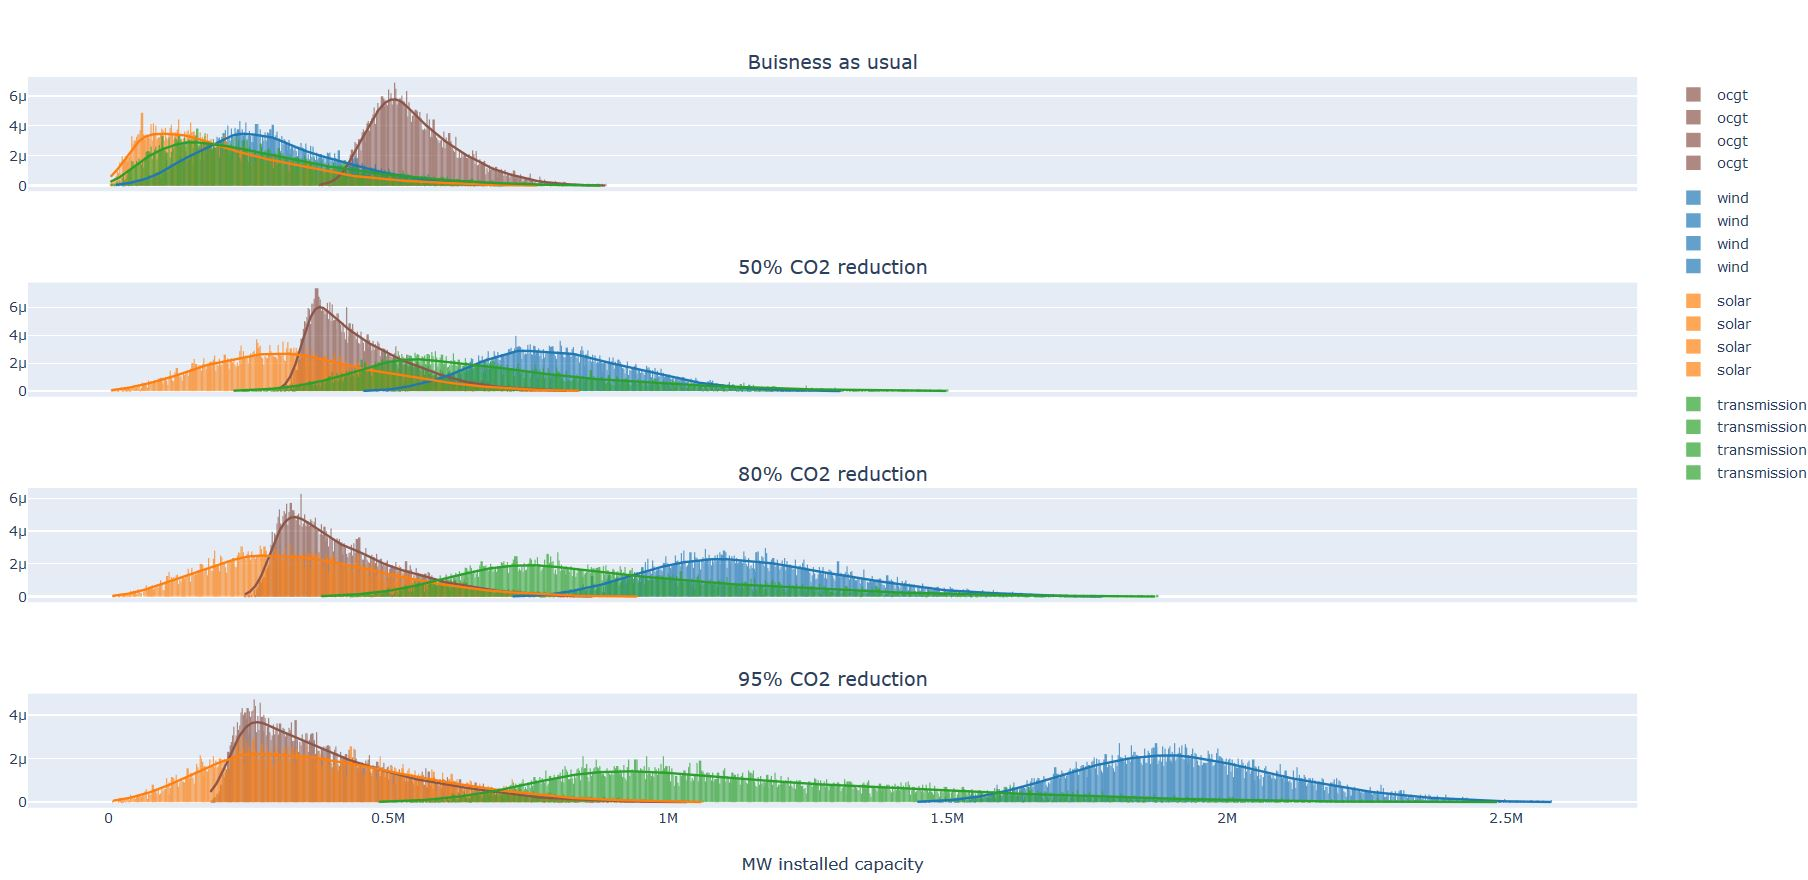 Buisness as usual
6μ
4μ
2μ
0
50% CO2 reduction
6μ
4μ
2μ
0
80% CO2 reduction
6μ
4μ
2μ
0
95% CO2 reduction
4μ
2μ
0
0 0.5M 1M 1.5M 2M 2.5M
MW installed capacity
ocgt
ocgt
ocgt
ocgt
wind
wind
wind
wind
solar
solar
solar
solar
transmission
transmission
transmission
transmission